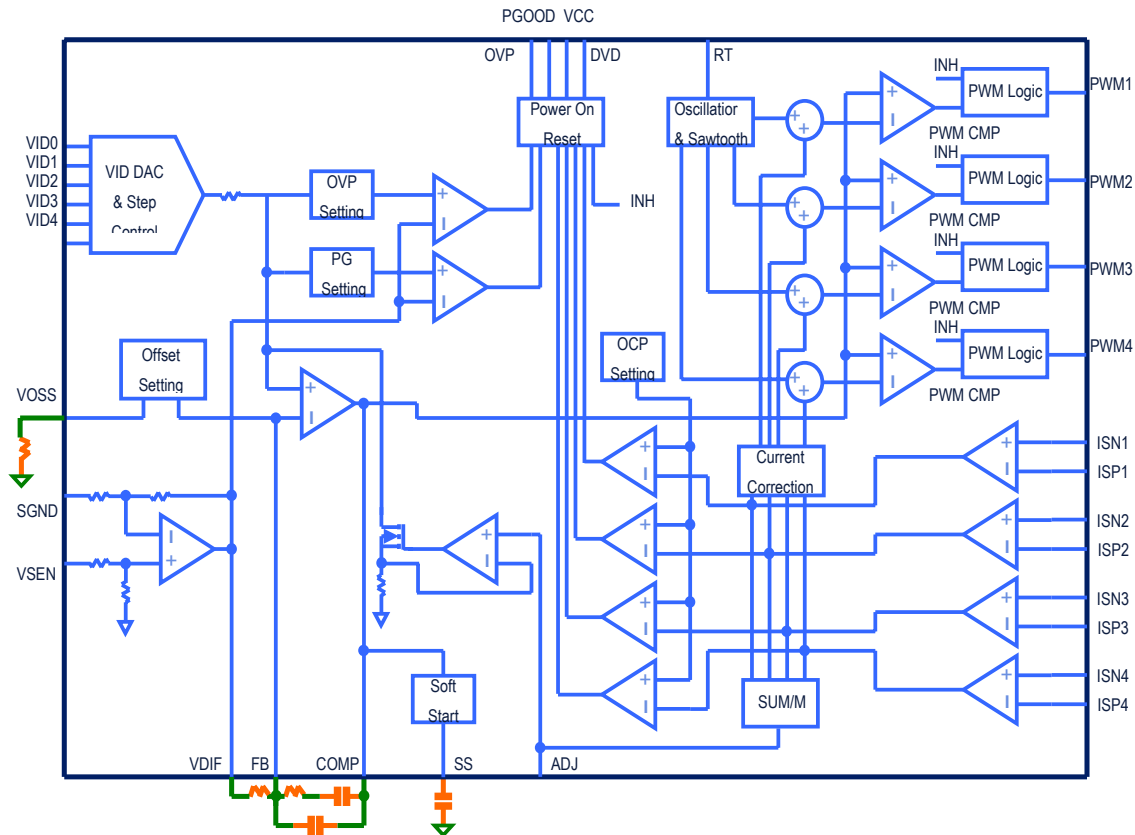 PGOOD VCC
OVP DVD RT
INH
PWM Logic
PWM1
Power On
Reset
Oscillator
& Sawtooth
+
+
+
PWM CMP
VID0
VID1
VID2
VID3
VID4
VID DAC
& Step
Control
OVP
Setting
+
INH
INH
PWM Logic
PWM2
+
+
+
PWM CMP
PG
Setting
+
INH
PWM Logic
PWM3
+
+
+
PWM CMP
OCP
Setting
INH
PWM Logic
PWM4
+
+
+
PWM CMP
Offset
Setting
VOSS
+
Current
Correction
+
+
ISN1
ISP1
SGND
VSEN
+
+
+
+
ISN2
ISP2
+
+
ISN3
ISP3
+
+
ISN4
ISP4
Soft
Start
SUM/M
VDIF FB COMP SS ADJ